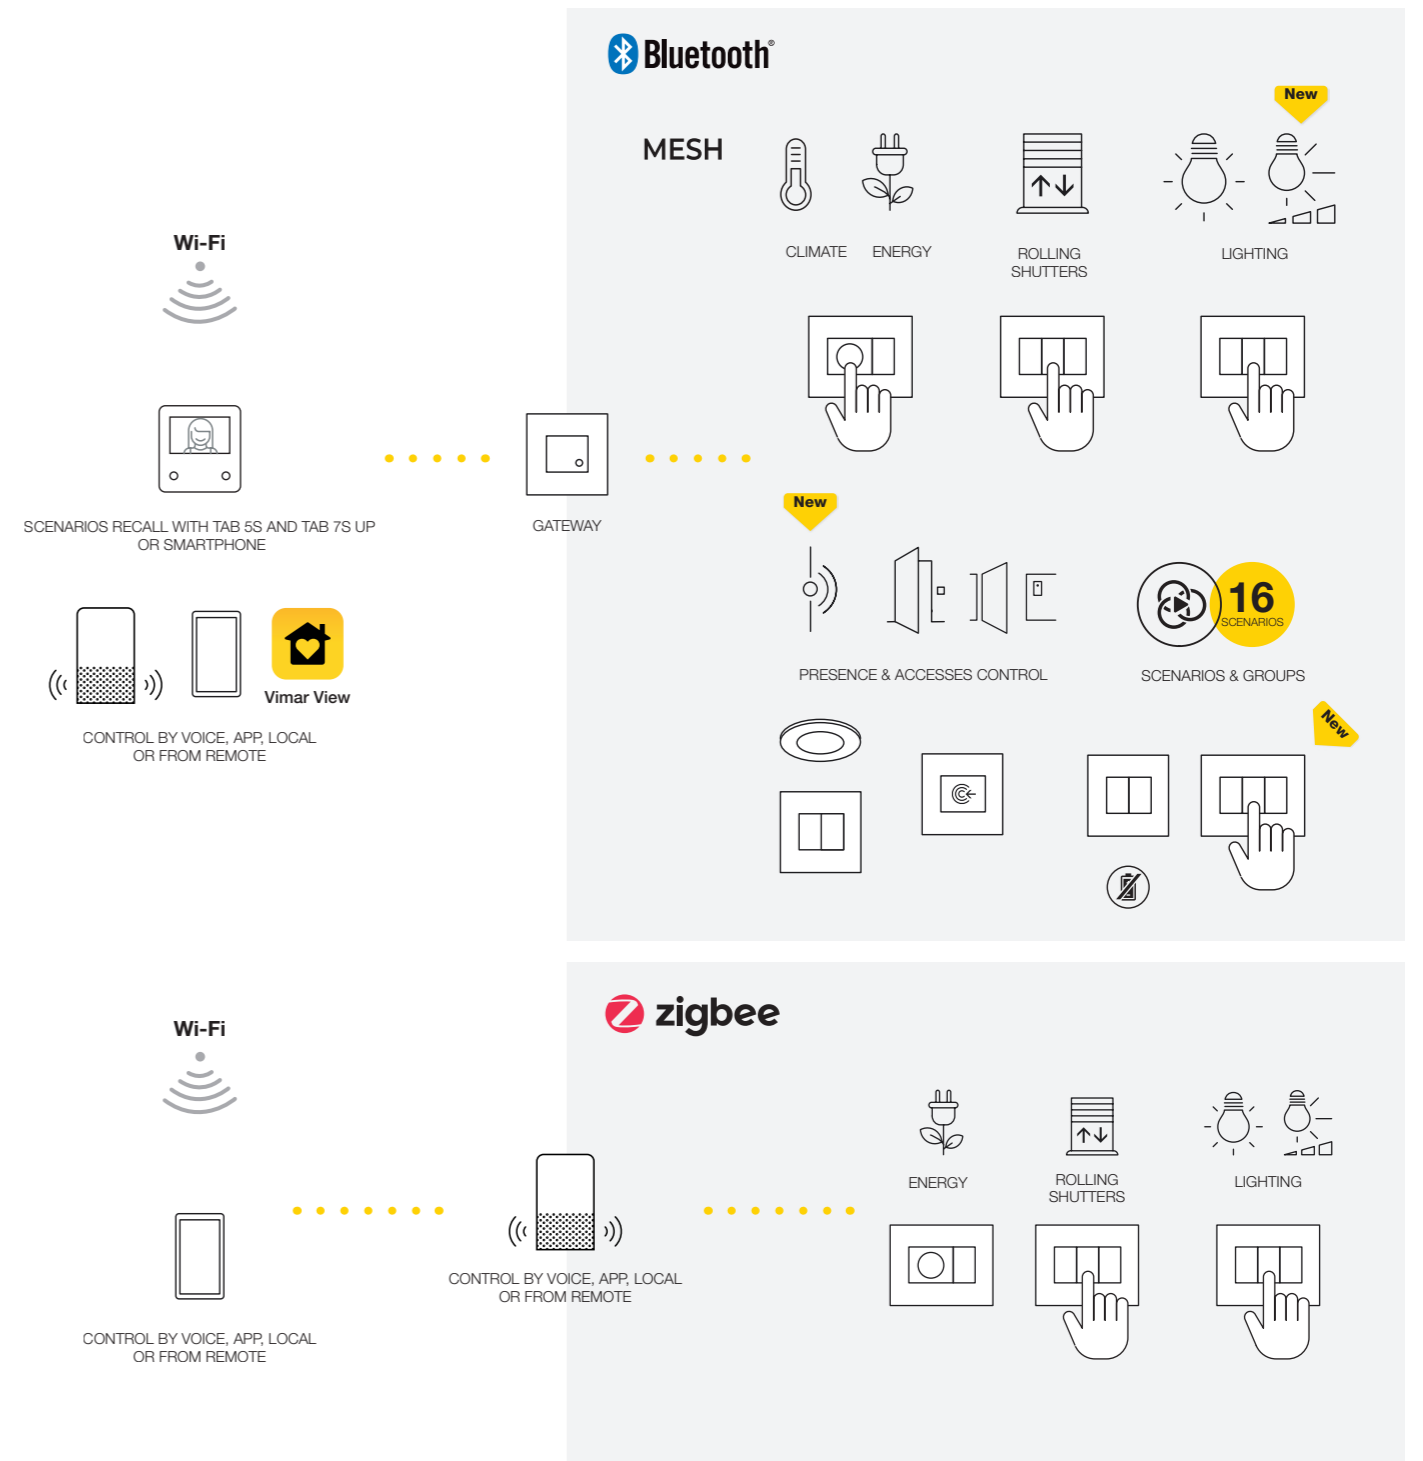 Bluetooth®
New
MESH
CLIMATE
ENERGY
ROLLING
SHUTTERS
LIGHTING
Wi-Fi
SCENARIOS RECALL WITH TAB 5S AND TAB 7S UP
OR SMARTPHONE
GATEWAY
Vimar View
CONTROL BY VOICE, APP, LOCAL
OR FROM REMOTE
New
PRESENCE & ACCESSES CONTROL
16
SCENARIOS
SCENARIOS & GROUPS
New
zigbee
Wi-Fi
CONTROL BY VOICE, APP, LOCAL
OR FROM REMOTE
CONTROL BY VOICE, APP, LOCAL
OR FROM REMOTE
ENERGY
ROLLING
SHUTTERS
LIGHTING